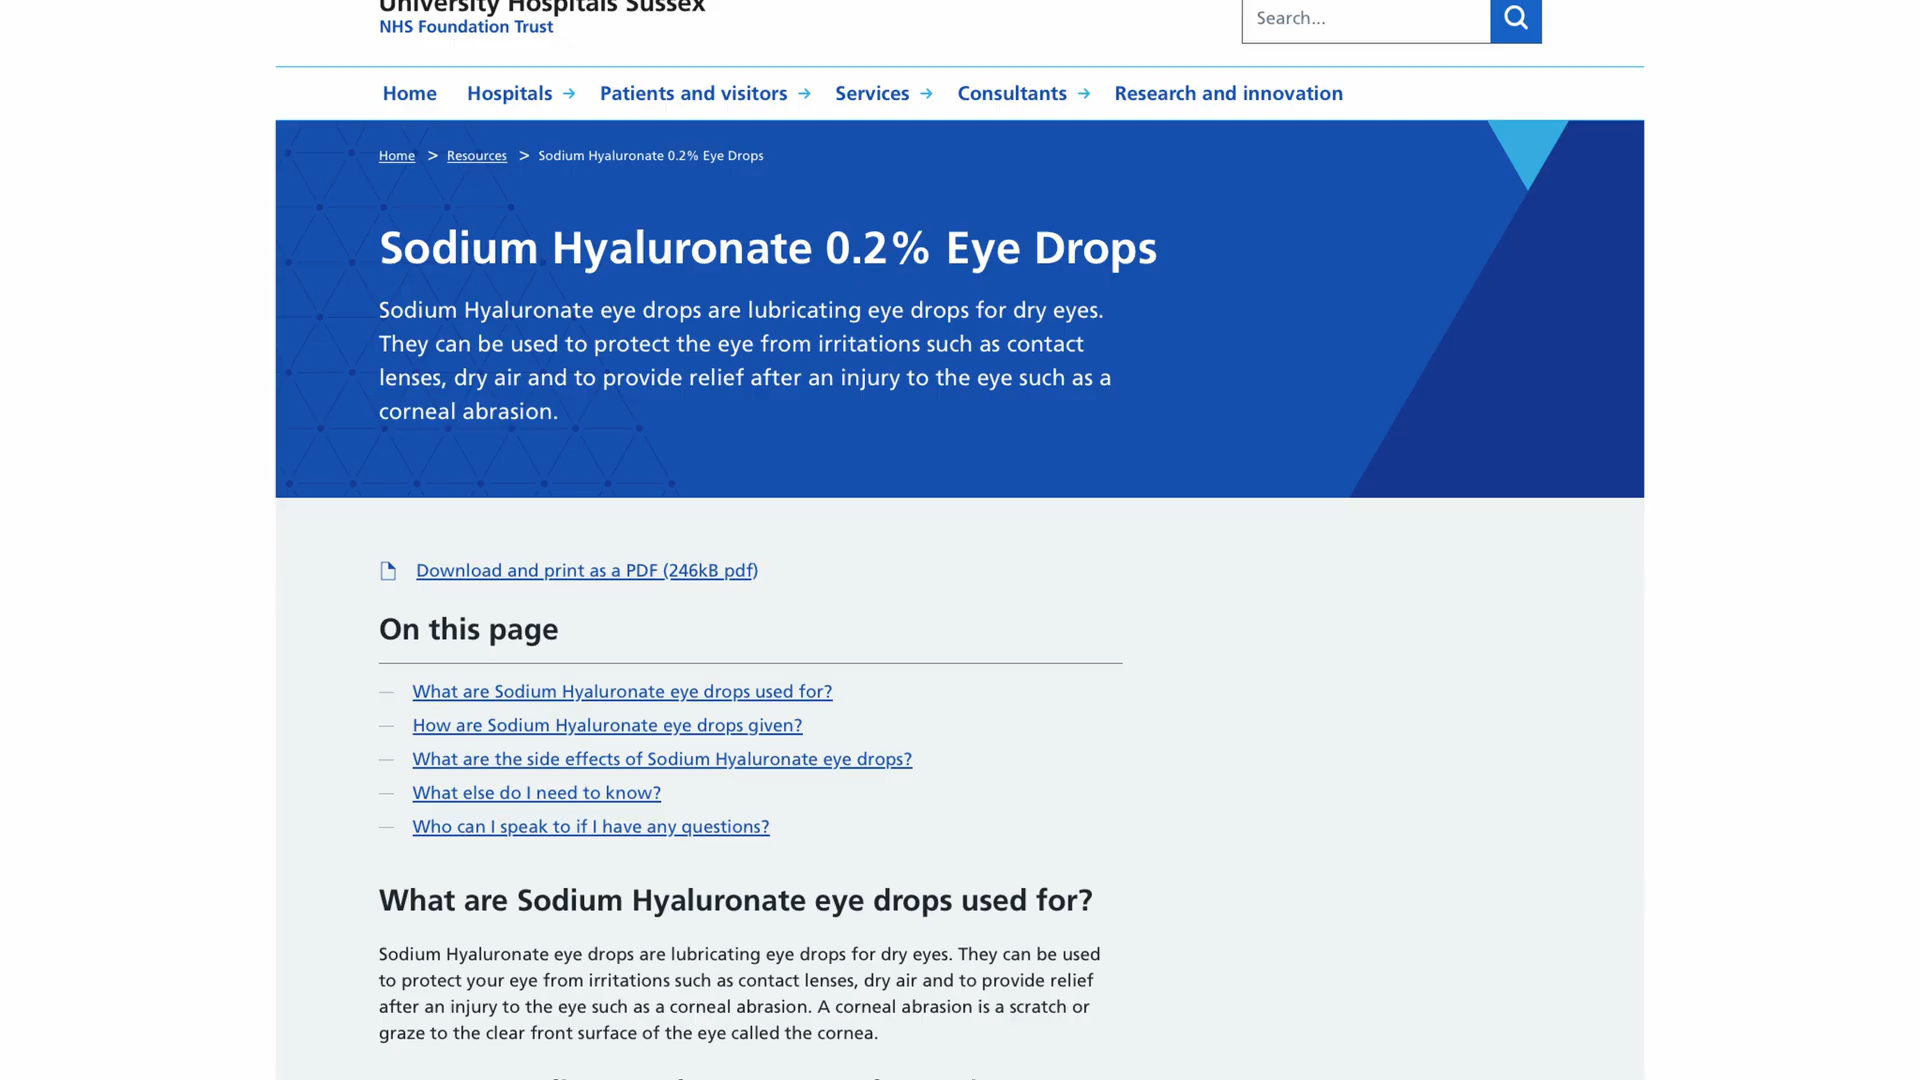 University Hospitals Sussex
NHS Foundation Trust
Search...
Home
Hospitals
Patients and visitors
Services
Consultants
Research and innovation
Home > Resources > Sodium Hyaluronate 0.2% Eye Drops
Sodium Hyaluronate 0.2% Eye Drops
Sodium Hyaluronate eye drops are lubricating eye drops for dry eyes.
They can be used to protect the eye from irritations such as contact
lenses, dry air and to provide relief after an injury to the eye such as a
corneal abrasion.
Download and print as a PDF (246kB pdf)
On this page
What are Sodium Hyaluronate eye drops used for?
How are Sodium Hyaluronate eye drops given?
What are the side effects of Sodium Hyaluronate eye drops?
What else do I need to know?
Who can I speak to if I have any questions?
What are Sodium Hyaluronate eye drops used for?
Sodium Hyaluronate eye drops are lubricating eye drops for dry eyes. They can be used
to protect your eye from irritations such as contact lenses, dry air and to provide relief
after an injury to the eye such as a corneal abrasion. A corneal abrasion is a scratch or
graze to the clear front surface of the eye called the cornea.